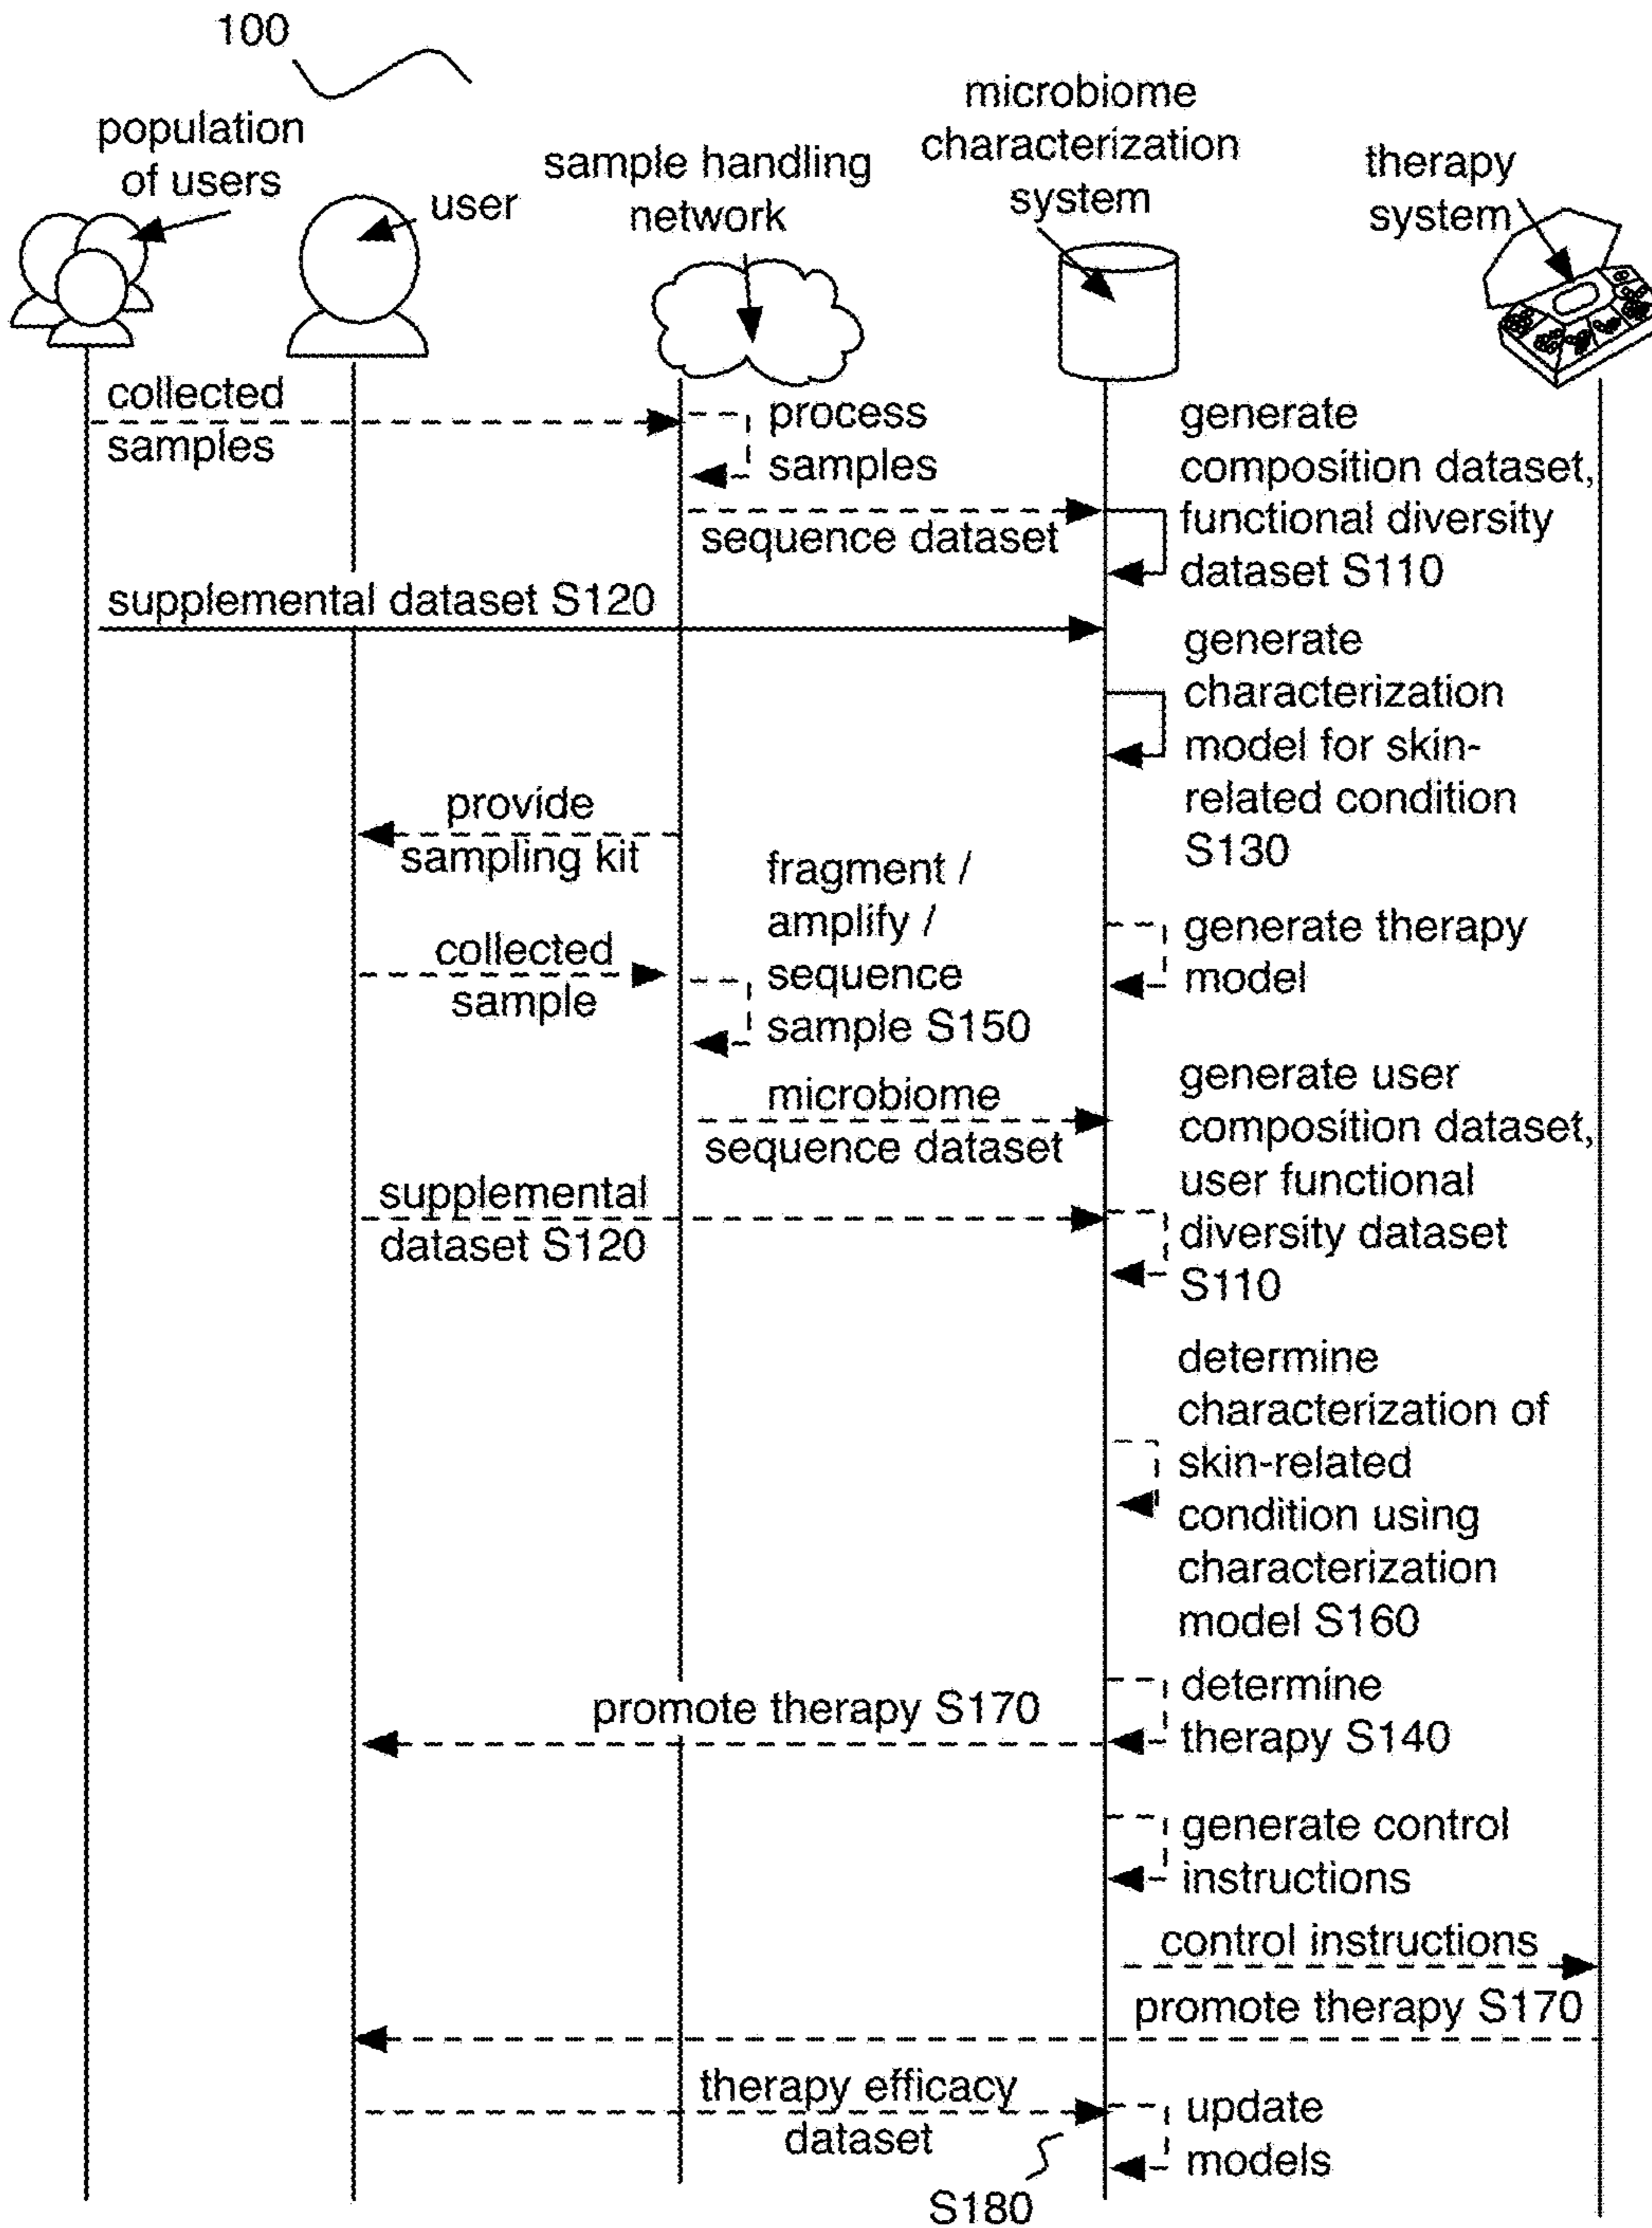 100
population
of users
user
sample handling
network
microbiome
characterization
system
therapy
system
collected
samples
process
samples
sequence dataset
generate
composition dataset,
functional diversity
dataset S110
supplemental dataset S120
generate
characterization
model for skin-
related condition
S130
provide
sampling kit
collected
sample
fragment /
amplify /
sequence
sample S150
generate therapy
model
microbiome
sequence dataset
supplemental
dataset S120
generate user
composition dataset,
user functional
diversity dataset
S110
determine
characterization of
skin-related
condition using
characterization
model S160
promote therapy S170
determine
therapy S140
generate control
instructions
control instructions
promote therapy S170
therapy efficacy
dataset
update
models
S180